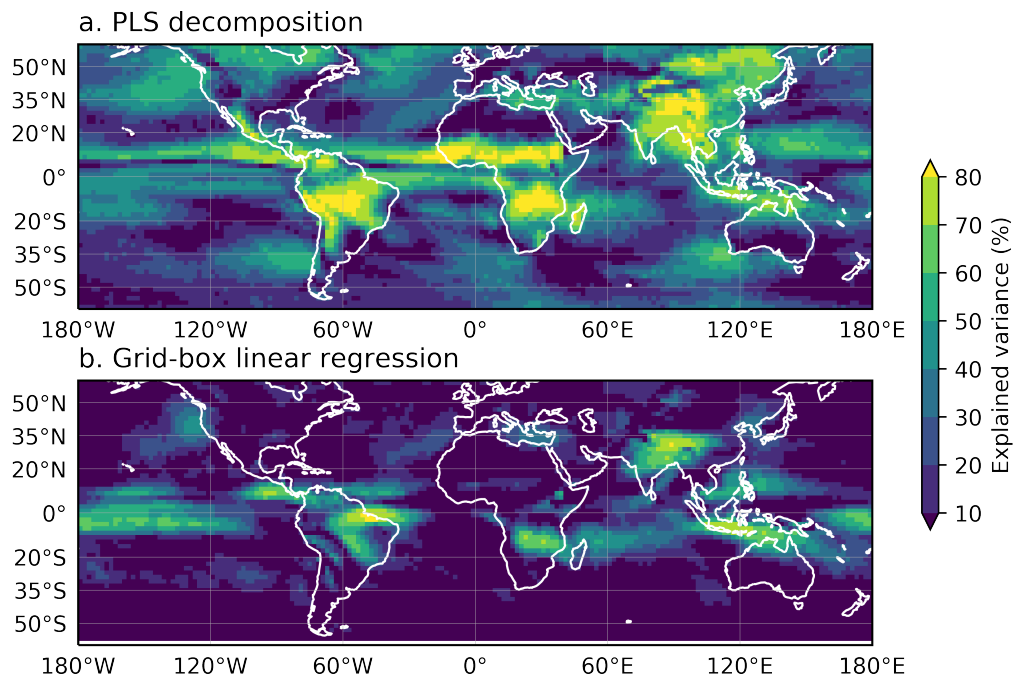 a. PLS decomposition
50°N
35°N
20°N
0°
20°S
35°S
50°S
180°W 120°W 60°W 0° 60°E 120°E 180°E
b. Grid-box linear regression
50°N
35°N
20°N
0°
20°S
35°S
50°S
180°W 120°W 60°W 0° 60°E 120°E 180°E
80
70
60
50
40
30
20
10
Explained variance (%)